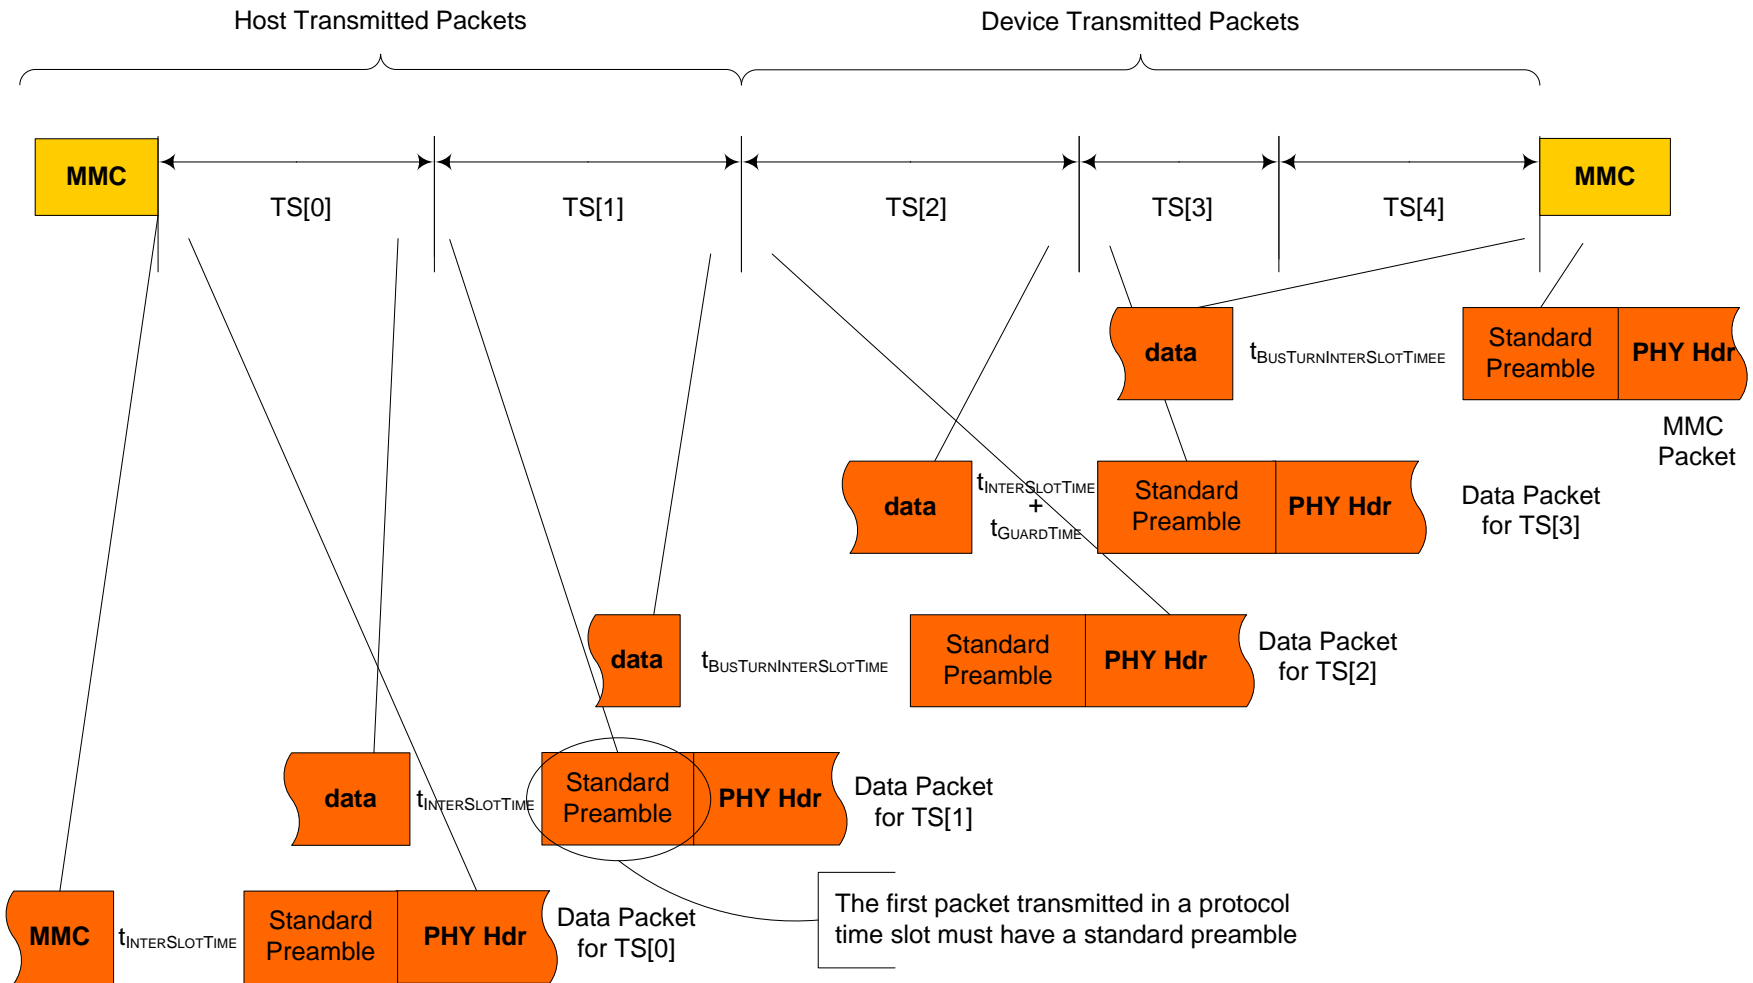 Host Transmitted Packets
Device Transmitted Packets
MMC
MMC
TS[0]
TS[1]
TS[2]
TS[3]
TS[4]
data
tBusTurnInterSlotTimee
Standard
Preamble
PHY Hdr
MMC
Packet
data
tInterSlotTime
+
tGuardTime
Standard
Preamble
PHY Hdr
Data Packet
for TS[3]
data
tBusTurnInterSlotTime
Standard
Preamble
PHY Hdr
Data Packet
for TS[2]
data
tInterSlotTime
Standard
Preamble
PHY Hdr
Data Packet
for TS[1]
MMC
tInterSlotTime
Standard
Preamble
PHY Hdr
Data Packet
for TS[0]
The first packet transmitted in a protocol
time slot must have a standard preamble